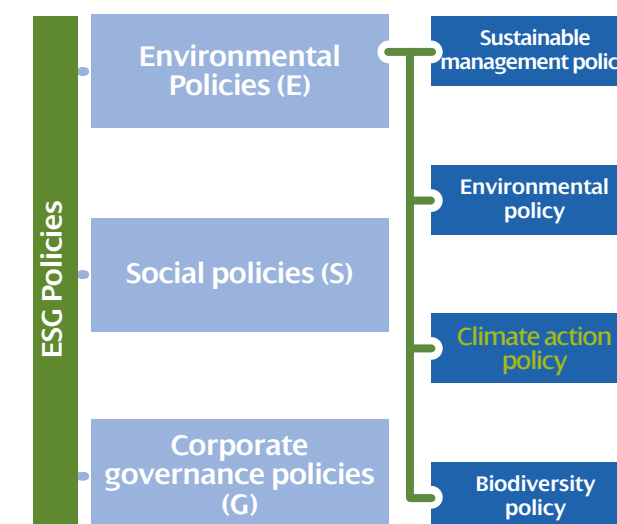 ESG Policies
Environmental
Policies (E)
Social policies (S)
Corporate
governance policies
(G)
Sustainable
management polic
Environmental
policy
Climate action
policy
Biodiversity
policy